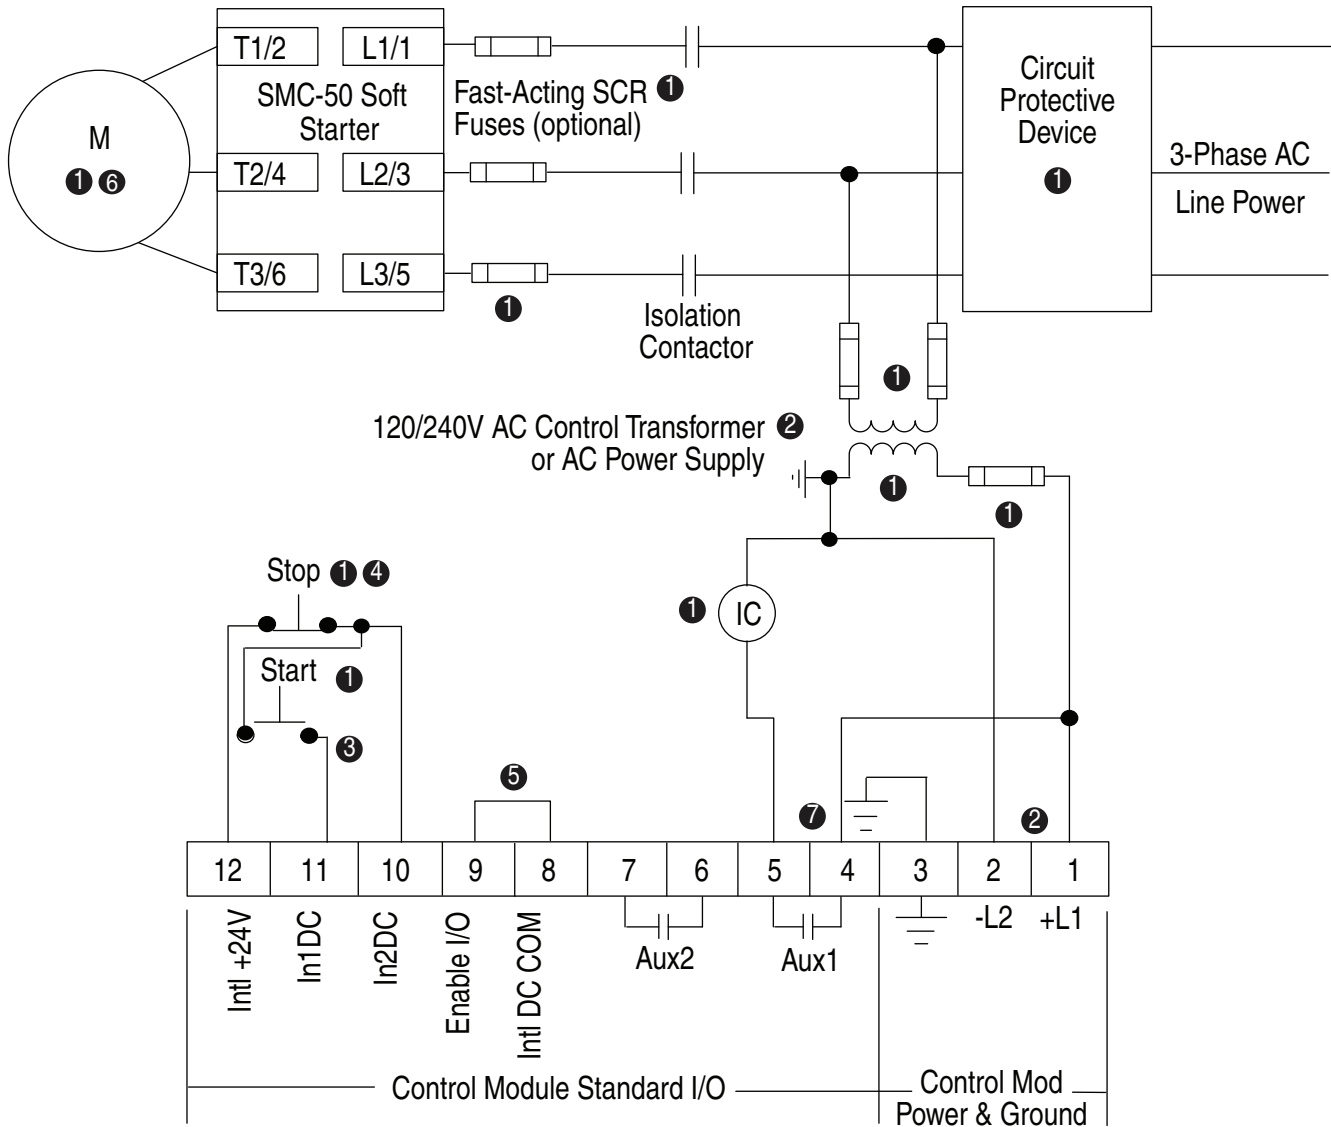 T1/2 L1/1
SMC-50 Soft
Starter
Fast-Acting SCR ❶
Fuses (optional)
Circuit
Protective
Device
❶
M
❶ ❻
T2/4 L2/3
3-Phase AC
Line Power
T3/6 L3/5
❶
Isolation
Contactor
❶
120/240V AC Control Transformer ❷
or AC Power Supply
❶
❶
Stop ❶ ❹
❶ IC
Start ❶
❸
❺
❼
❷
12 11 10 9 8 7 6 5 4 3 2 1
Intl +24V
In1DC
In2DC
Enable I/O
Intl DC COM
Aux2
Aux1
-L2
+L1
Control Module Standard I/O
Control Mod
Power & Ground